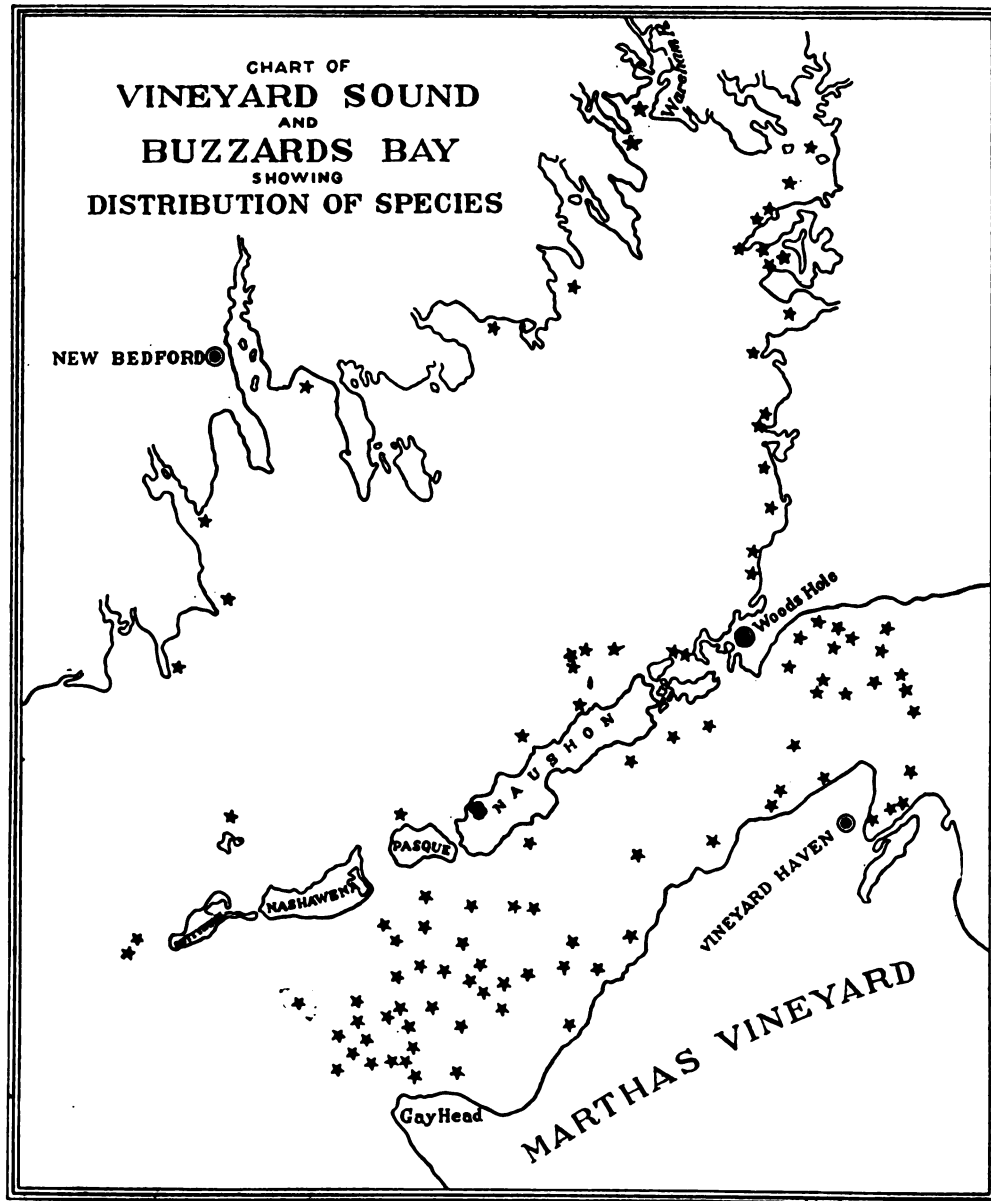 CHART OF
VINEYARD SOUND
AND
BUZZARDS BAY
SHOWING
DISTRIBUTION OF SPECIES
Wareham R.
NEW BEDFORD
Woods Hole
NAUSHON
PASQUE
NASHAWENA
VINEYARD HAVEN
MARTHAS VINEYARD
Gay Head